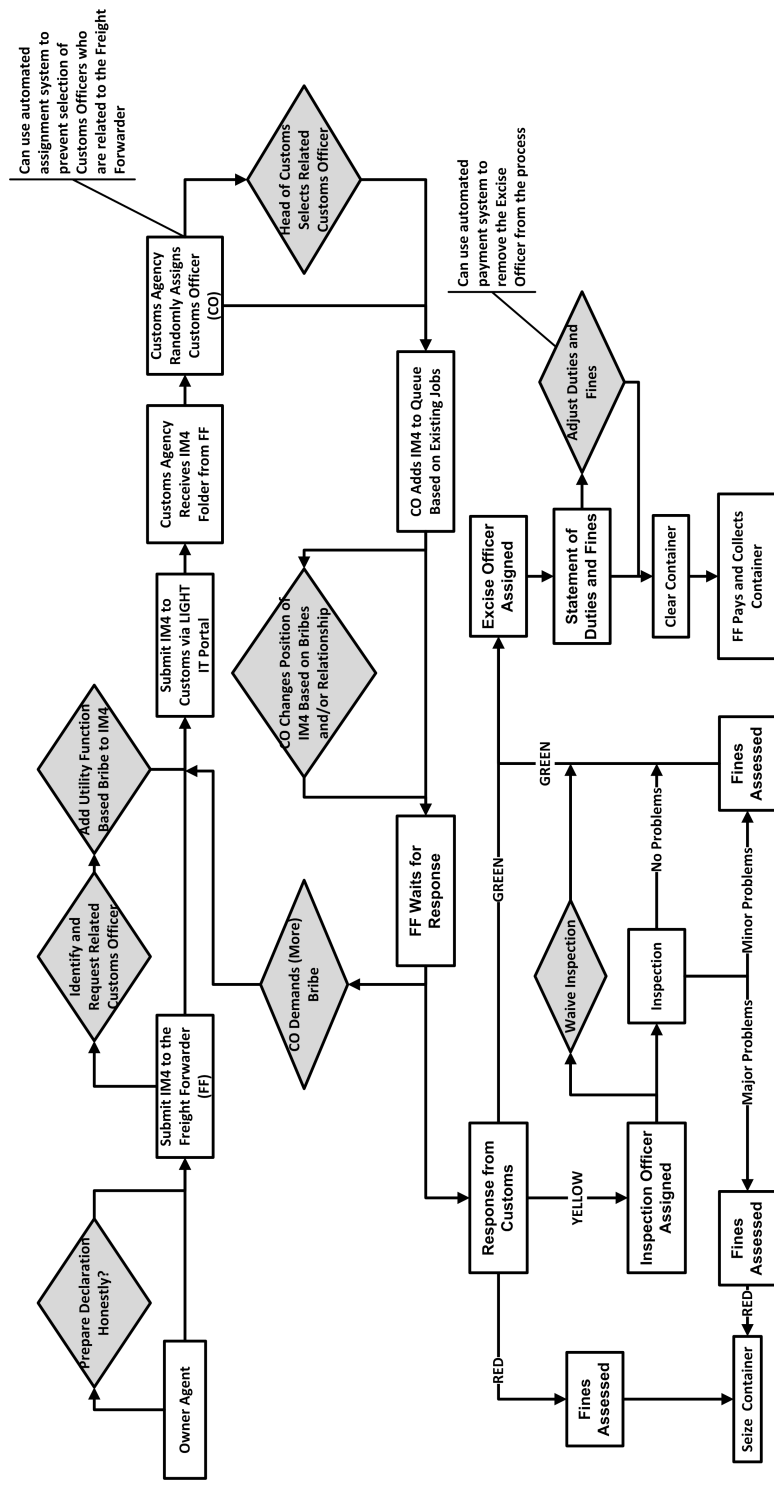 Owner Agent
Prepare Declaration
Honestly?
Submit IM4 to the
Freight Forwarder
(FF)
Identify and
Request Related
Customs Officer
Add Utility Function
Based Bribe to IM4
Submit IM4 to
Customs via LIGHT
IT Portal
Customs Agency
Receives IM4
Folder from FF
Customs Agency
Randomly Assigns
Customs Officer
(CO)
Can use automated
assignment system to
prevent selection of
Customs Officers who
are related to the Freight
Forwarder
Head of Customs
Selects Related
Customs Officer
CO Adds IM4 to Queue
Based on Existing Jobs
CO Changes Position of
IM4 Based on Bribes
and/or Relationship
FF Waits for
Response
CO Demands (More)
Bribe
Response from
Customs
RED
YELLOW
GREEN
Fines
Assessed
Seize Container
Inspection Officer
Assigned
Waive Inspection
Inspection
No Problems
Major Problems
Minor Problems
Fines
Assessed
RED
Fines
Assessed
GREEN
Excise Officer
Assigned
Statement of
Duties and Fines
Adjust Duties and
Fines
Can use automated
payment system to
remove the Excise
Officer from the process
Clear Container
FF Pays and Collects
Container